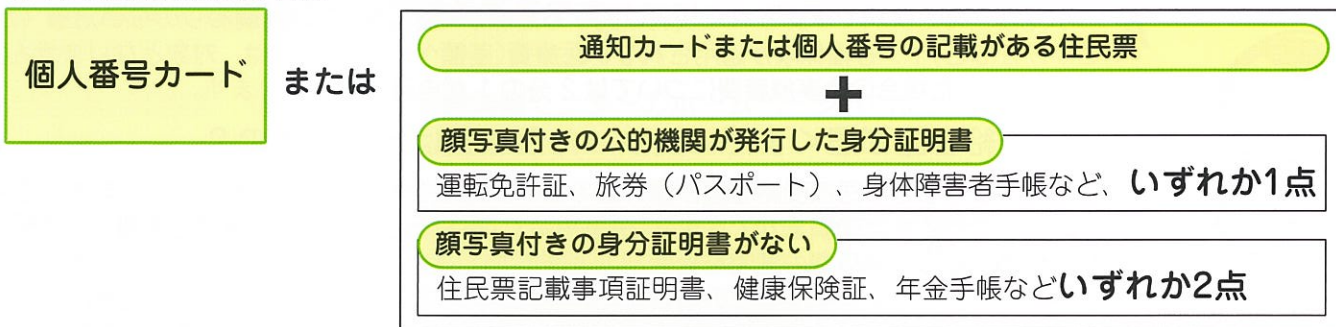 個人番号カード
または
通知カードまたは個人番号の記載がある住民票
+
顔写真付きの公的機関が発行した身分証明書
運転免許証、旅券（パスポート）、身体障害者手帳など、いずれか1点
顔写真付きの身分証明書がない
住民票記載事項証明書、健康保険証、年金手帳などいずれか2点